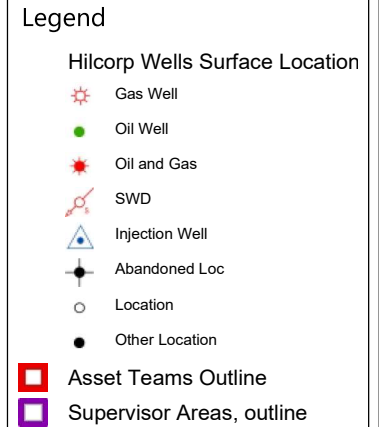 Legend
Hilcorp Wells Surface Location
Gas Well
Oil Well
Oil and Gas
SWD
Injection Well
Abandoned Loc
Location
Other Location
Asset Teams Outline
Supervisor Areas, outline